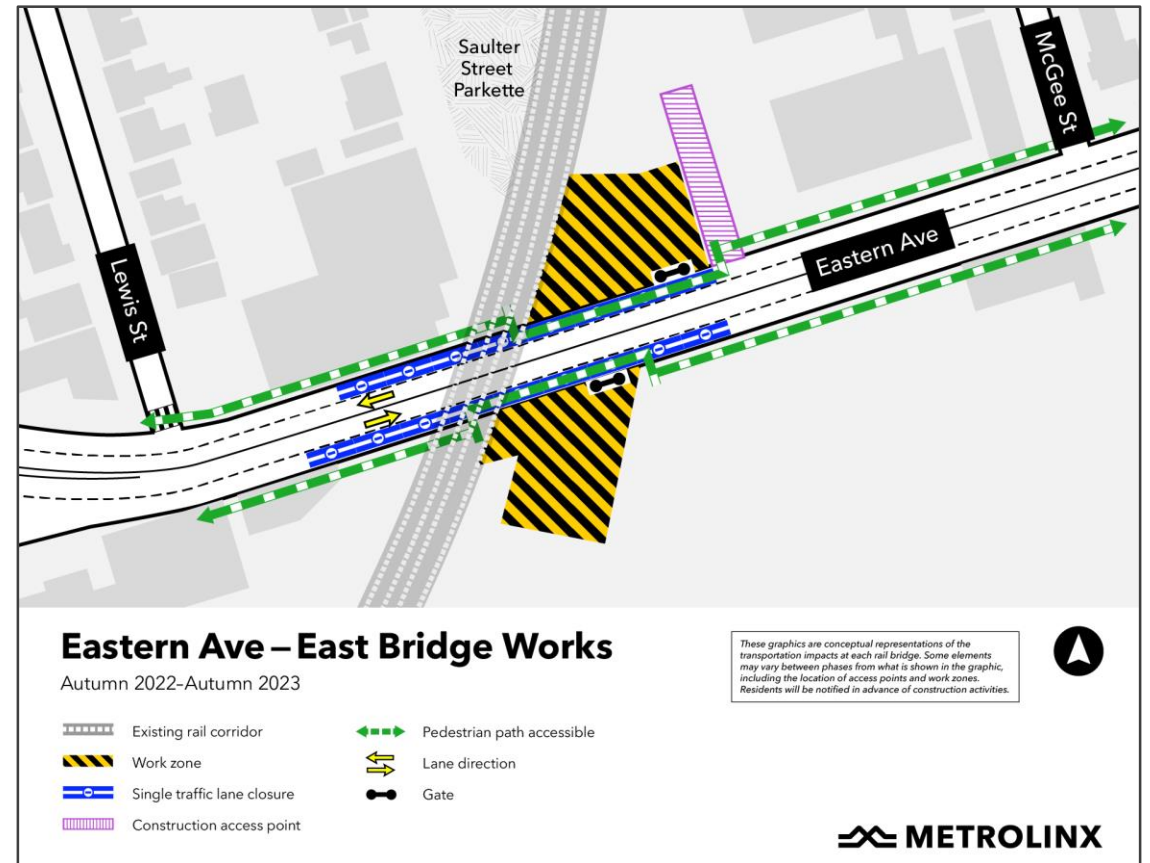 Saulter
Street
Parkette
McGee St
Lewis St
Eastern Ave
Eastern Ave – East Bridge Works
Autumn 2022–Autumn 2023
These graphics are conceptual representations of the
transportation impacts at each rail bridge. Some elements
may vary between phases from what is shown in the graphic,
including the location of access points and work zones.
Residents will be notified in advance of construction activities.
Existing rail corridor
Work zone
Single traffic lane closure
Construction access point
Pedestrian path accessible
Lane direction
Gate
METROLINX